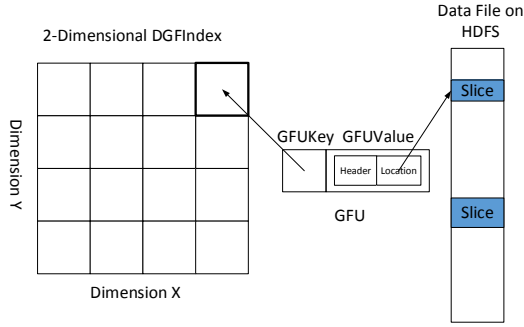 Data File on
HDFS
2-Dimensional DGFIndex
Slice
GFUKey GFUValue
Dimension Y
Header Location
Slice
GFU
Dimension X